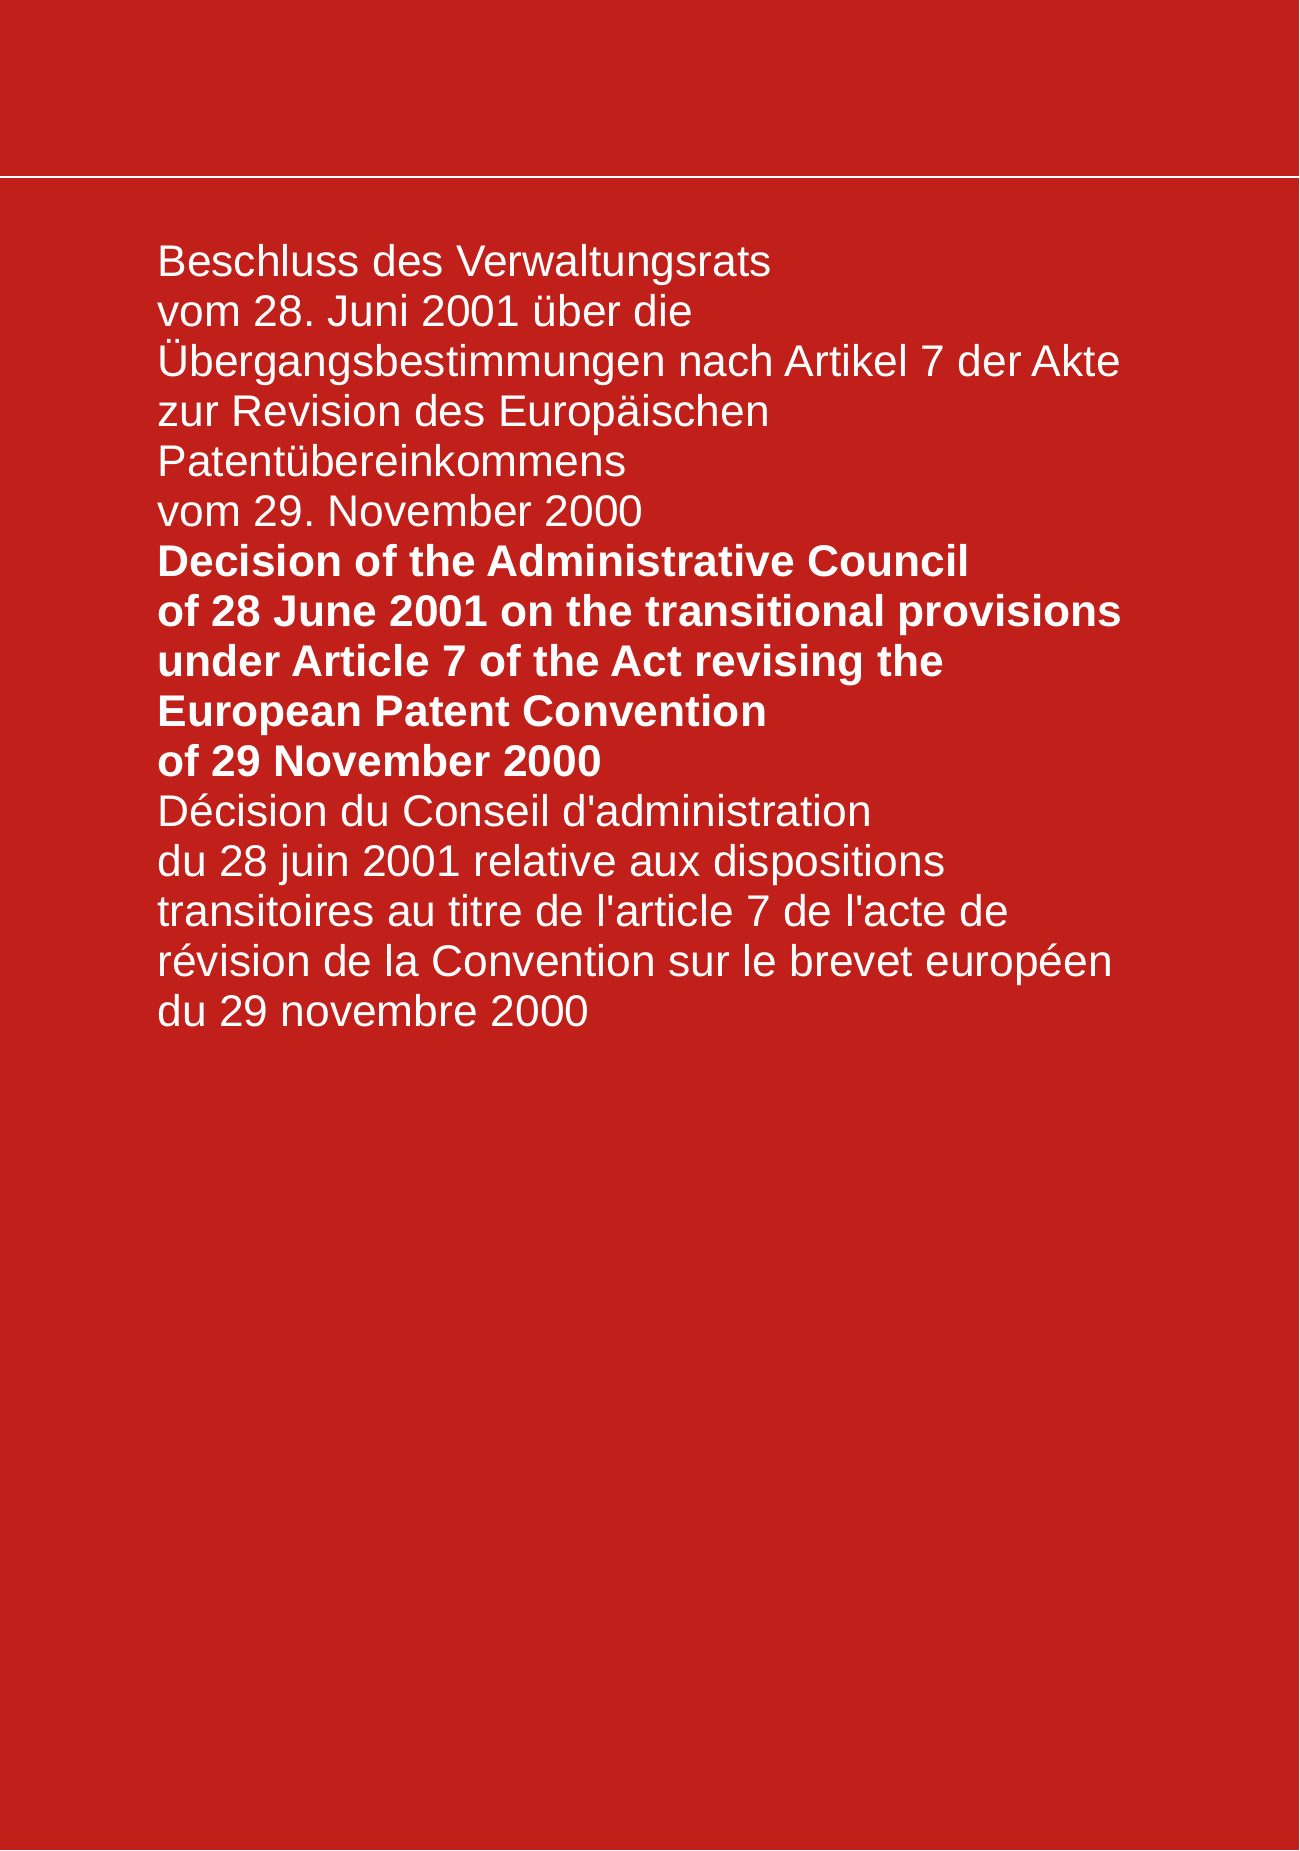 Beschluss des Verwaltungsrats
vom 28. Juni 2001 über die
Übergangsbestimmungen nach Artikel 7 der Akte
zur Revision des Europäischen
Patentübereinkommens
vom 29. November 2000
Decision of the Administrative Council
of 28 June 2001 on the transitional provisions
under Article 7 of the Act revising the
European Patent Convention
of 29 November 2000
Décision du Conseil d'administration
du 28 juin 2001 relative aux dispositions
transitoires au titre de l'article 7 de l'acte de
révision de la Convention sur le brevet européen
du 29 novembre 2000